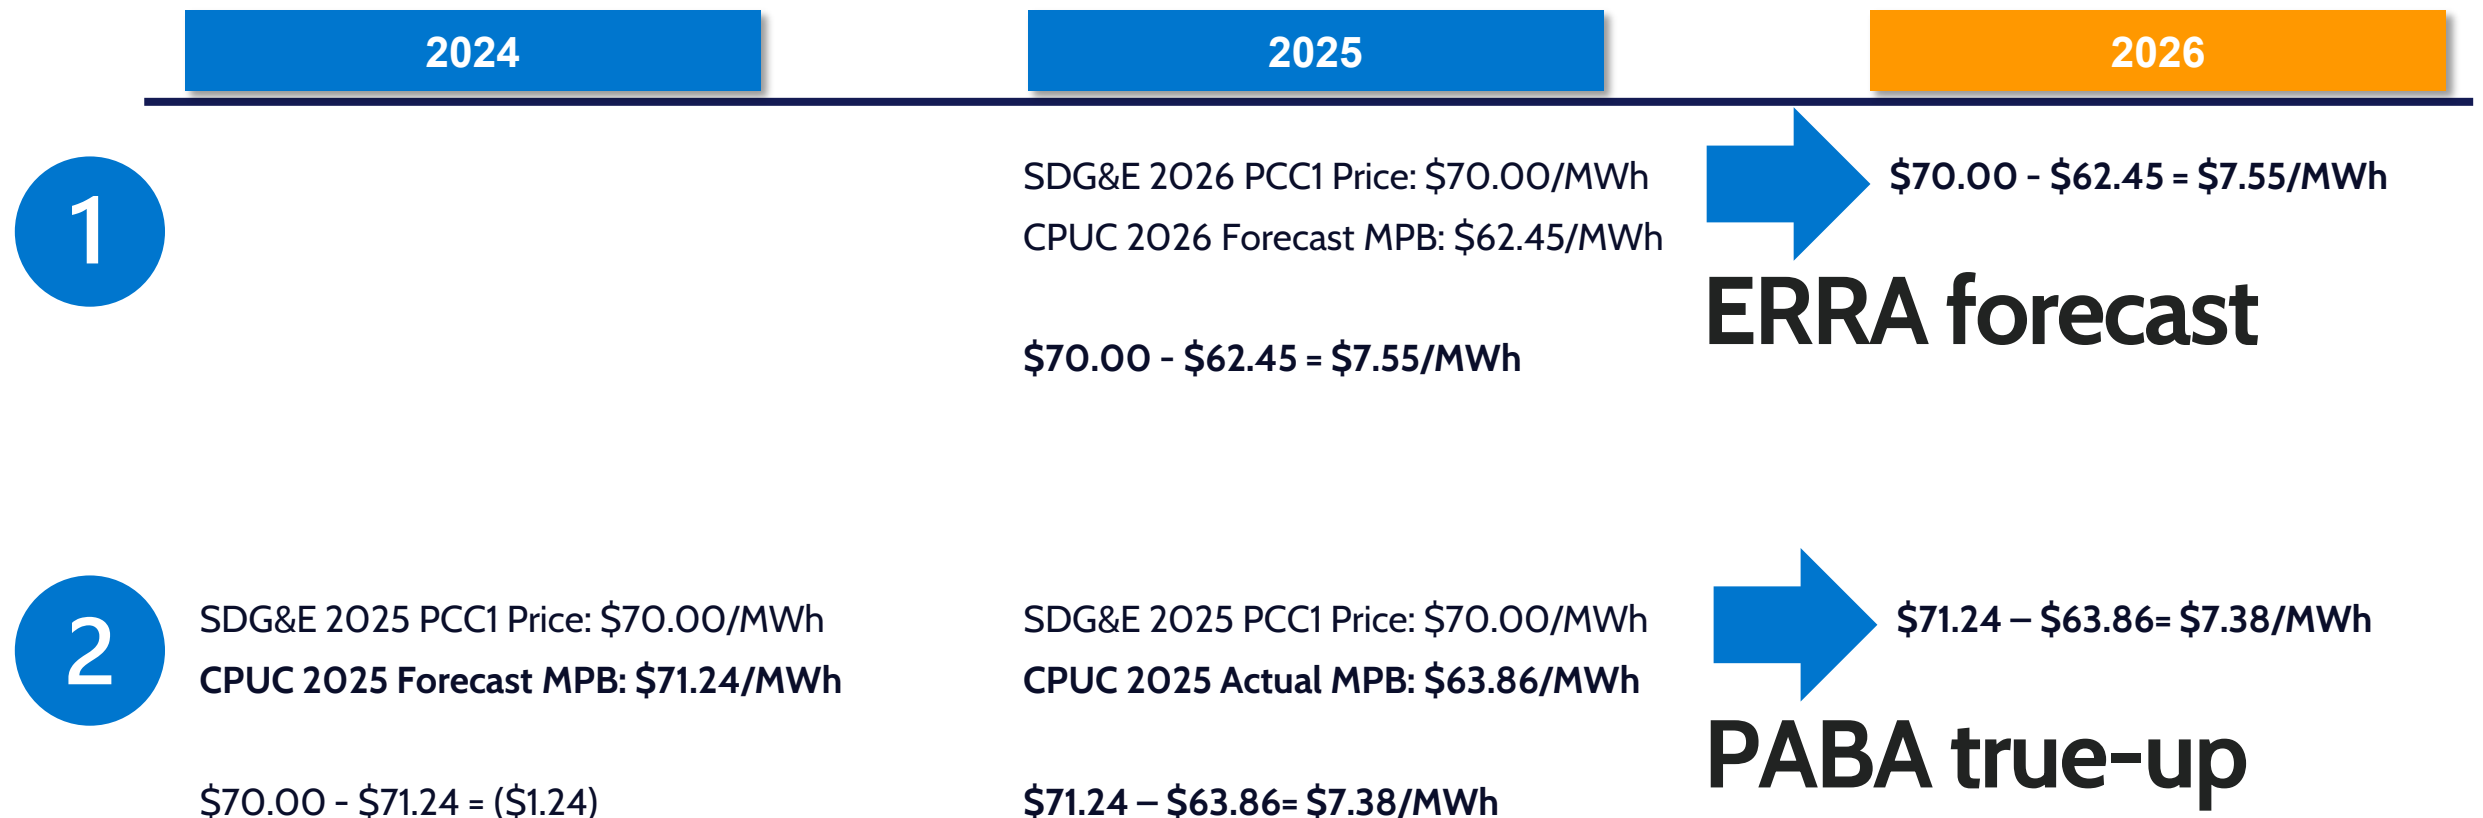 2024
2025
2026
1
SDG&E 2026 PCC1 Price: $70.00/MWh
CPUC 2026 Forecast MPB: $62.45/MWh
$70.00 - $62.45 = $7.55/MWh
$70.00 - $62.45 = $7.55/MWh
ERRA forecast
2
SDG&E 2025 PCC1 Price: $70.00/MWh
CPUC 2025 Forecast MPB: $71.24/MWh
$70.00 - $71.24 = ($1.24)
SDG&E 2025 PCC1 Price: $70.00/MWh
CPUC 2025 Actual MPB: $63.86/MWh
$71.24 – $63.86= $7.38/MWh
$71.24 – $63.86= $7.38/MWh
PABA true-up